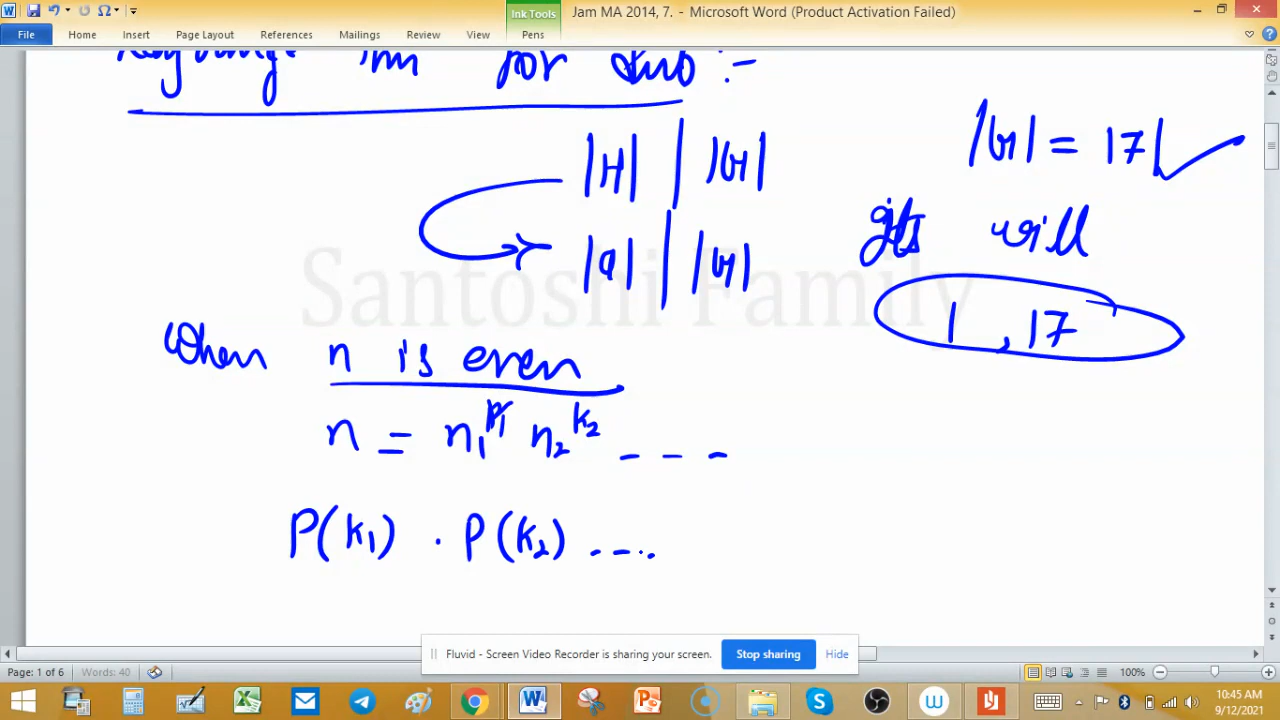 Ink Tools
Jam MA 2014, 7. - Microsoft Word (Product Activation Failed)
File Home Insert Page Layout References Mailings Review View Pens
for
|H| | |G|
|a| | |G|
|G| = 17
will
1, 17
When n is even
n = n₁^k₁ n₂^k₂ ---
P(k₁) . P(k₂) ----
Santoshi Family
Fluvid - Screen Video Recorder is sharing your screen. Stop sharing Hide
Page: 1 of 6 Words: 40 100%
10:45 AM
9/12/2021